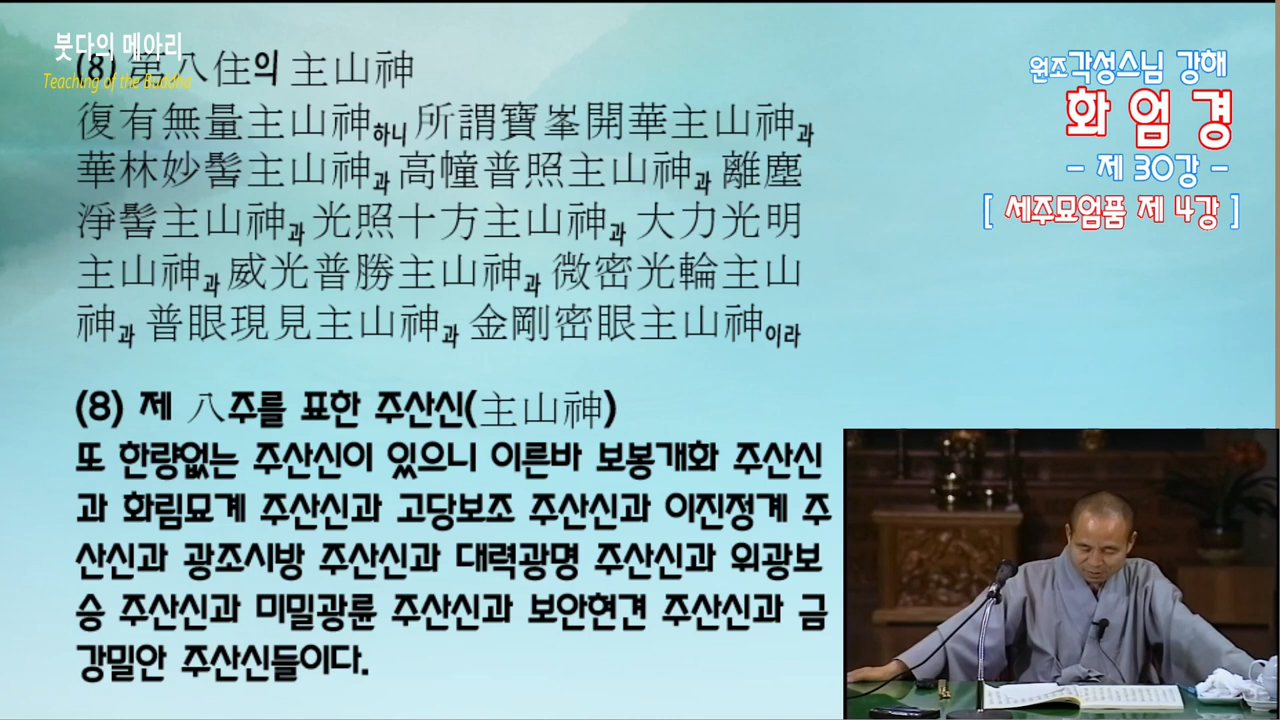 붓다의 메아리
Teaching of the Buddha
(8) 第八住의 主山神
復有無量主山神하니 所謂寶峯開華主山神과
華林妙髻主山神과 高幢普照主山神과 離塵
淨髻主山神과 光照十方主山神과 大力光明
主山神과 威光普勝主山神과 微密光輪主山
神과 普眼現見主山神과 金剛密眼主山神이라
(8) 제 八주를 표한 주산신(主山神)
또 한량없는 주산신이 있으니 이른바 보봉개화 주산신
과 화림묘계 주산신과 고당보조 주산신과 이진정계 주
산신과 광조시방 주산신과 대력광명 주산신과 위광보
승 주산신과 미밀광륜 주산신과 보안현견 주산신과 금
강밀안 주산신들이다.
원조각성스님 강해
화 엄 경
- 제 30강 -
[ 세주묘엄품 제 4강 ]